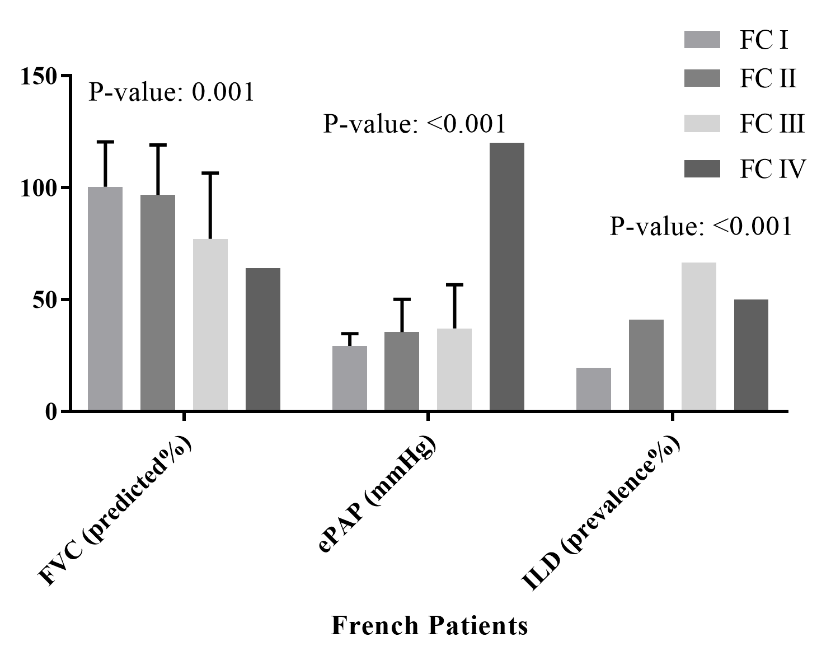 FC I
FC II
FC III
FC IV
150
100
50
0
P-value: 0.001
P-value: <0.001
P-value: <0.001
FVC (predicted%)
ePAP (mmHg)
ILD (prevalence%)
French Patients